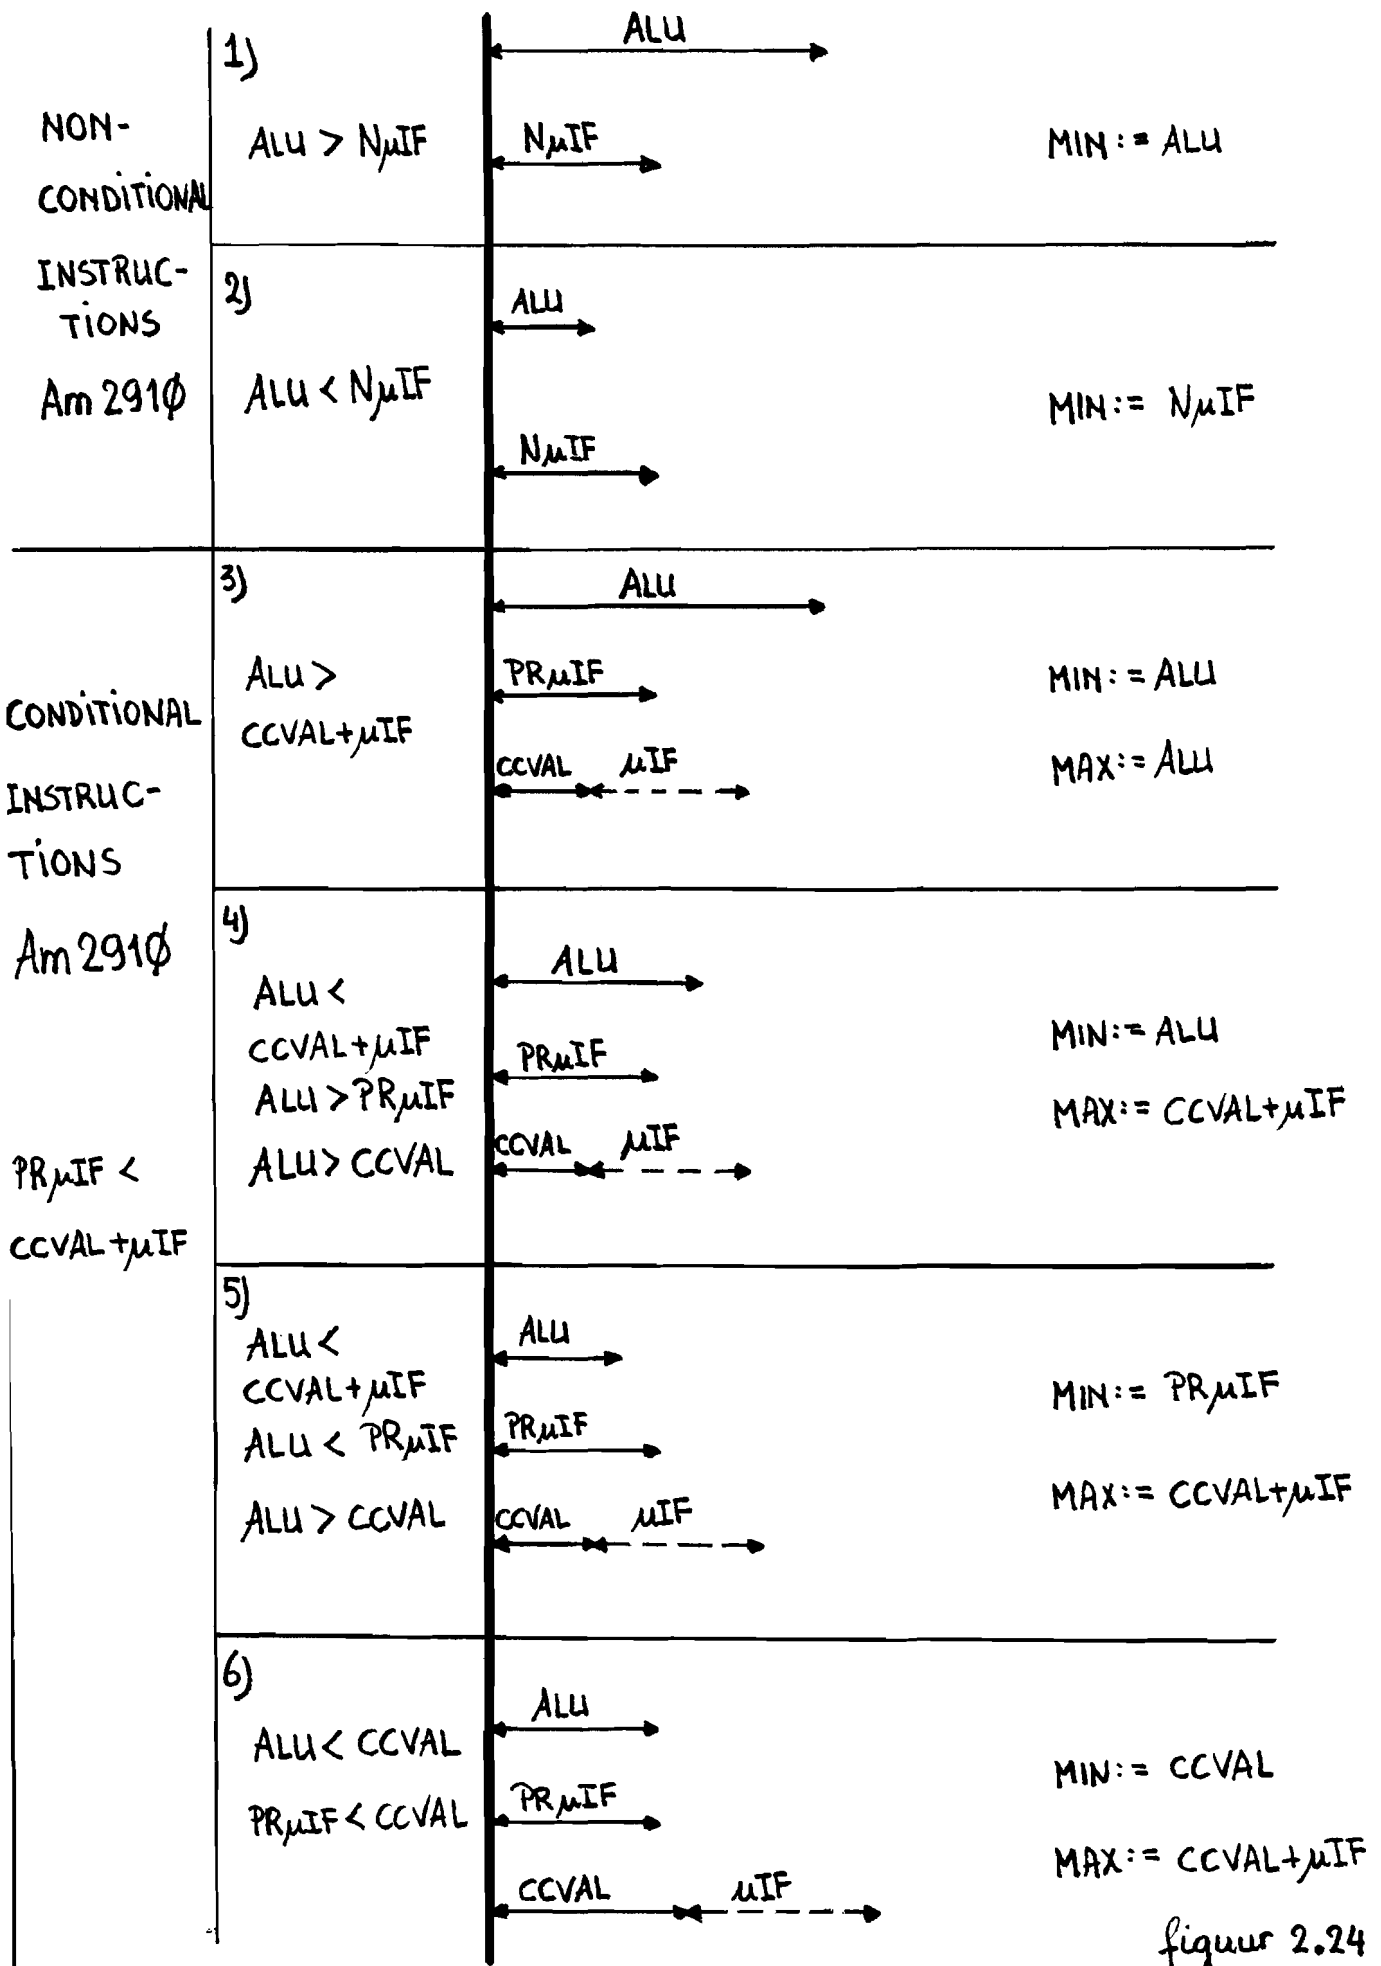 NON-
CONDITIONAL
INSTRUC-
TIONS
Am 291Ø
1)
ALU > NµIF
ALU
NµIF
MIN := ALU
2)
ALU < NµIF
ALU
NµIF
MIN := NµIF
CONDITIONAL
INSTRUC-
TIONS
Am 291Ø
PRµIF <
CCVAL+µIF
3)
ALU >
CCVAL+µIF
ALU
PRµIF
CCVAL µIF
MIN := ALU
MAX := ALU
4)
ALU <
CCVAL+µIF
ALU > PRµIF
ALU > CCVAL
ALU
PRµIF
CCVAL µIF
MIN := ALU
MAX := CCVAL+µIF
5)
ALU <
CCVAL+µIF
ALU < PRµIF
ALU > CCVAL
ALU
PRµIF
CCVAL µIF
MIN := PRµIF
MAX := CCVAL+µIF
6)
ALU < CCVAL
PRµIF < CCVAL
ALU
PRµIF
CCVAL µIF
MIN := CCVAL
MAX := CCVAL+µIF
figuur 2.24